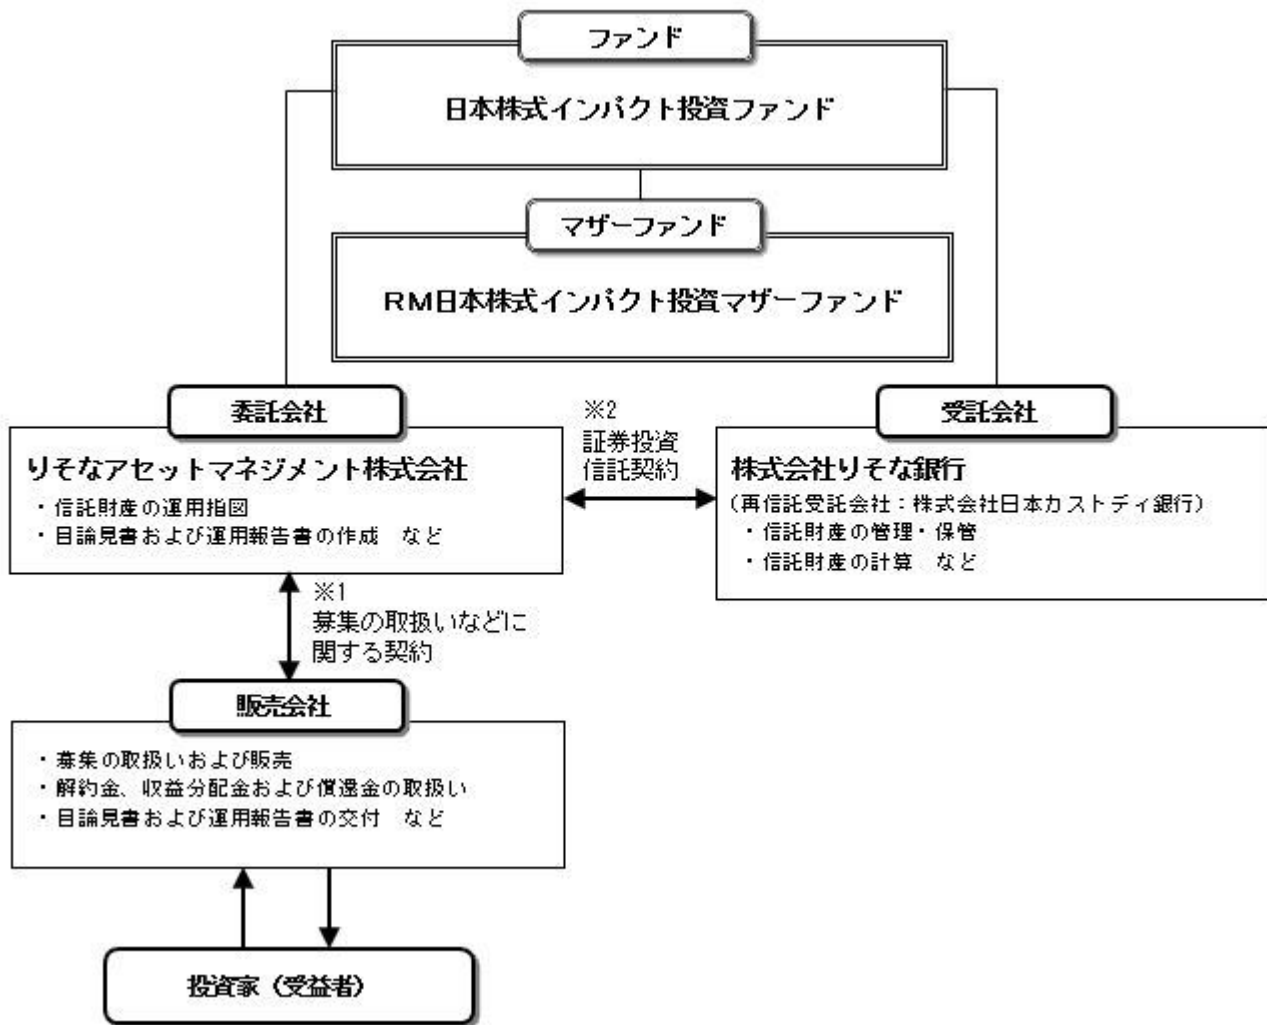 ファンド
日本株式インパクト投資ファンド
マザーファンド
RM日本株式インパクト投資マザーファンド
委託会社
りそなアセットマネジメント株式会社
・信託財産の運用指図
・目論見書および運用報告書の作成 など
※2
証券投資
信託契約
受託会社
株式会社りそな銀行
(再信託受託会社：株式会社日本カストディ銀行)
・信託財産の管理・保管
・信託財産の計算 など
※1
募集の取扱いなどに
関する契約
販売会社
・募集の取扱いおよび販売
・解約金、収益分配金および償還金の取扱い
・目論見書および運用報告書の交付 など
投資家（受益者）